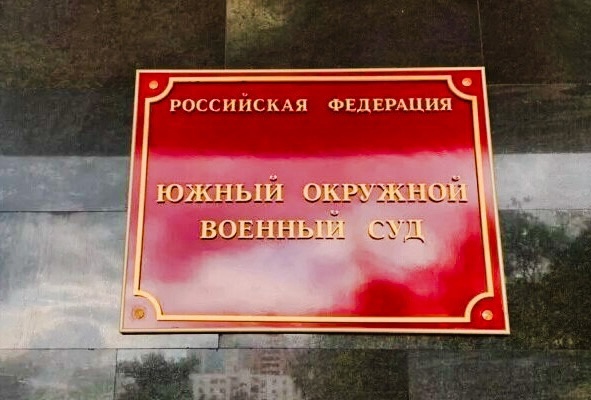 РОССИЙСКАЯ ФЕДЕРАЦИЯ
ЮЖНЫЙ ОКРУЖНОЙ
ВОЕННЫЙ СУД